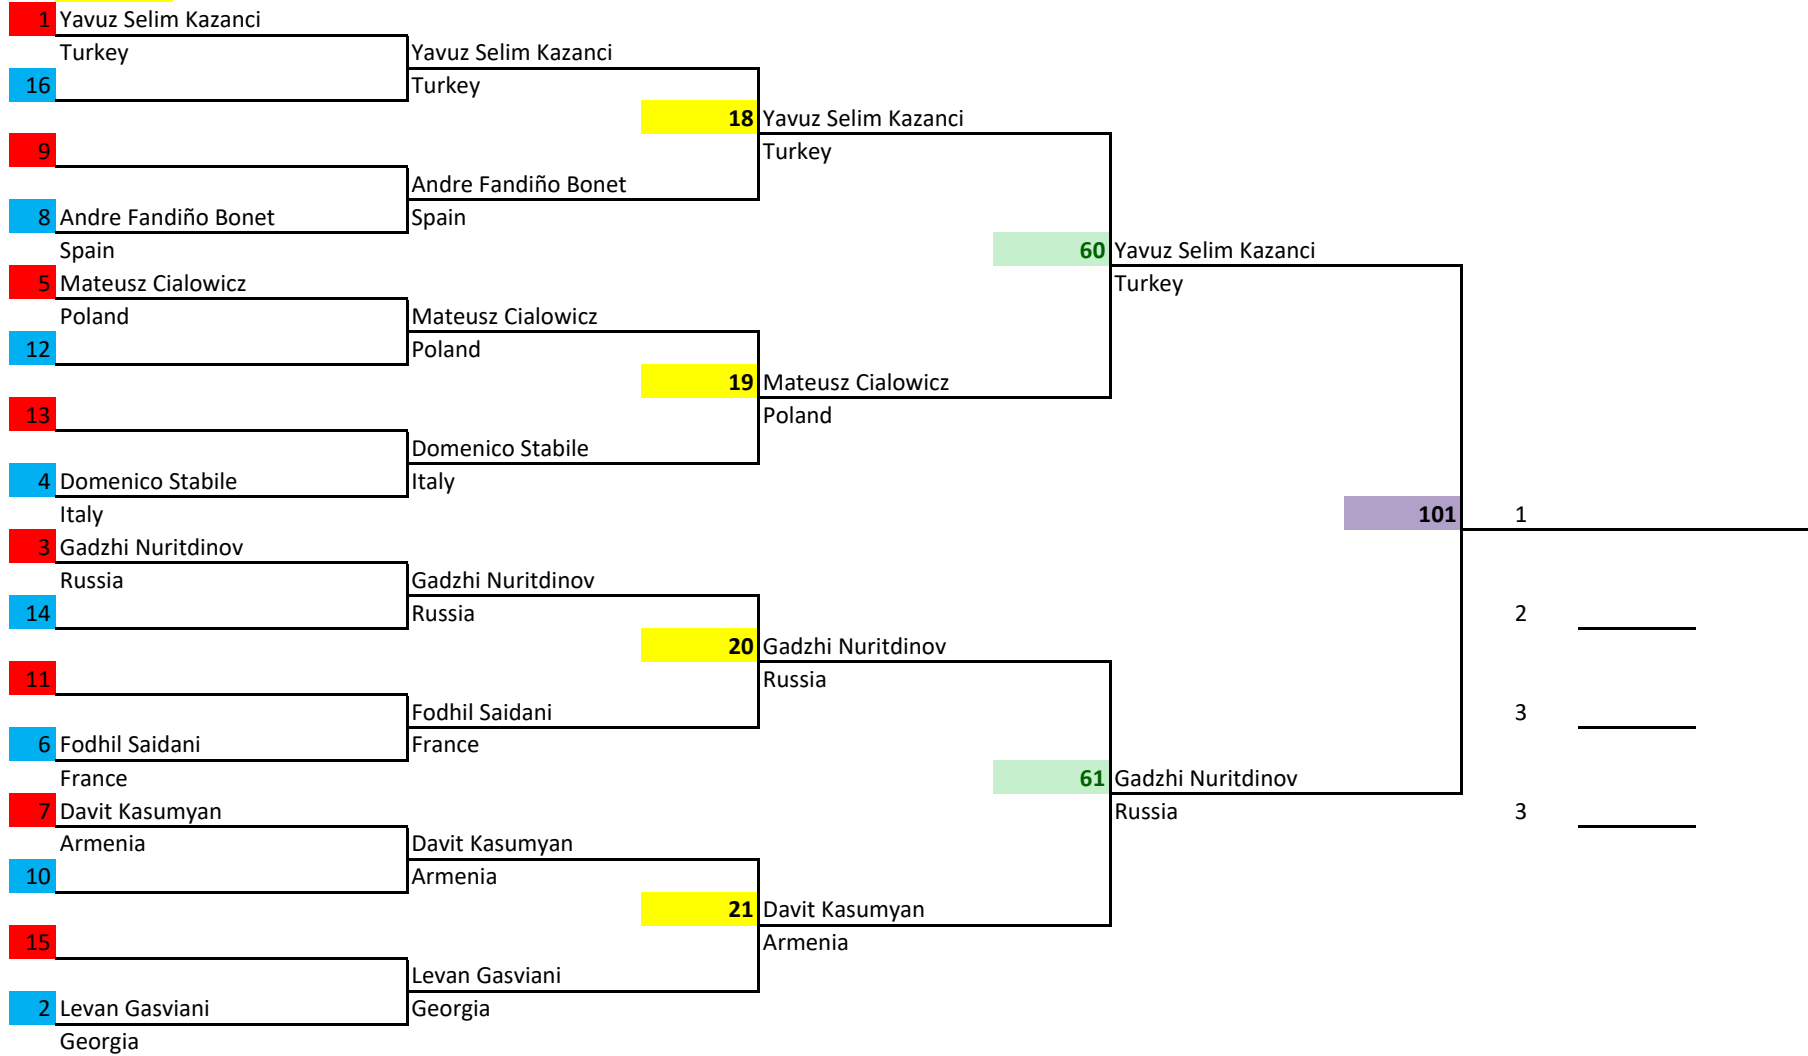 1 Yavuz Selim Kazanci
Turkey Yavuz Selim Kazanci
16 Turkey
18 Yavuz Selim Kazanci
9 Turkey
Andre Fandiño Bonet
8 Andre Fandiño Bonet Spain
Spain 60 Yavuz Selim Kazanci
5 Mateusz Cialowicz Turkey
Poland Mateusz Cialowicz
12 Poland
19 Mateusz Cialowicz
13 Poland
Domenico Stabile
4 Domenico Stabile Italy
Italy 101 1
3 Gadzhi Nuritdinov
Russia Gadzhi Nuritdinov
14 Russia 2
20 Gadzhi Nuritdinov
11 Russia
Fodhil Saidani 3
6 Fodhil Saidani France
France 61 Gadzhi Nuritdinov
7 Davit Kasumyan Russia 3
Armenia Davit Kasumyan
10 Armenia
21 Davit Kasumyan
15 Armenia
Levan Gasviani
2 Levan Gasviani Georgia
Georgia